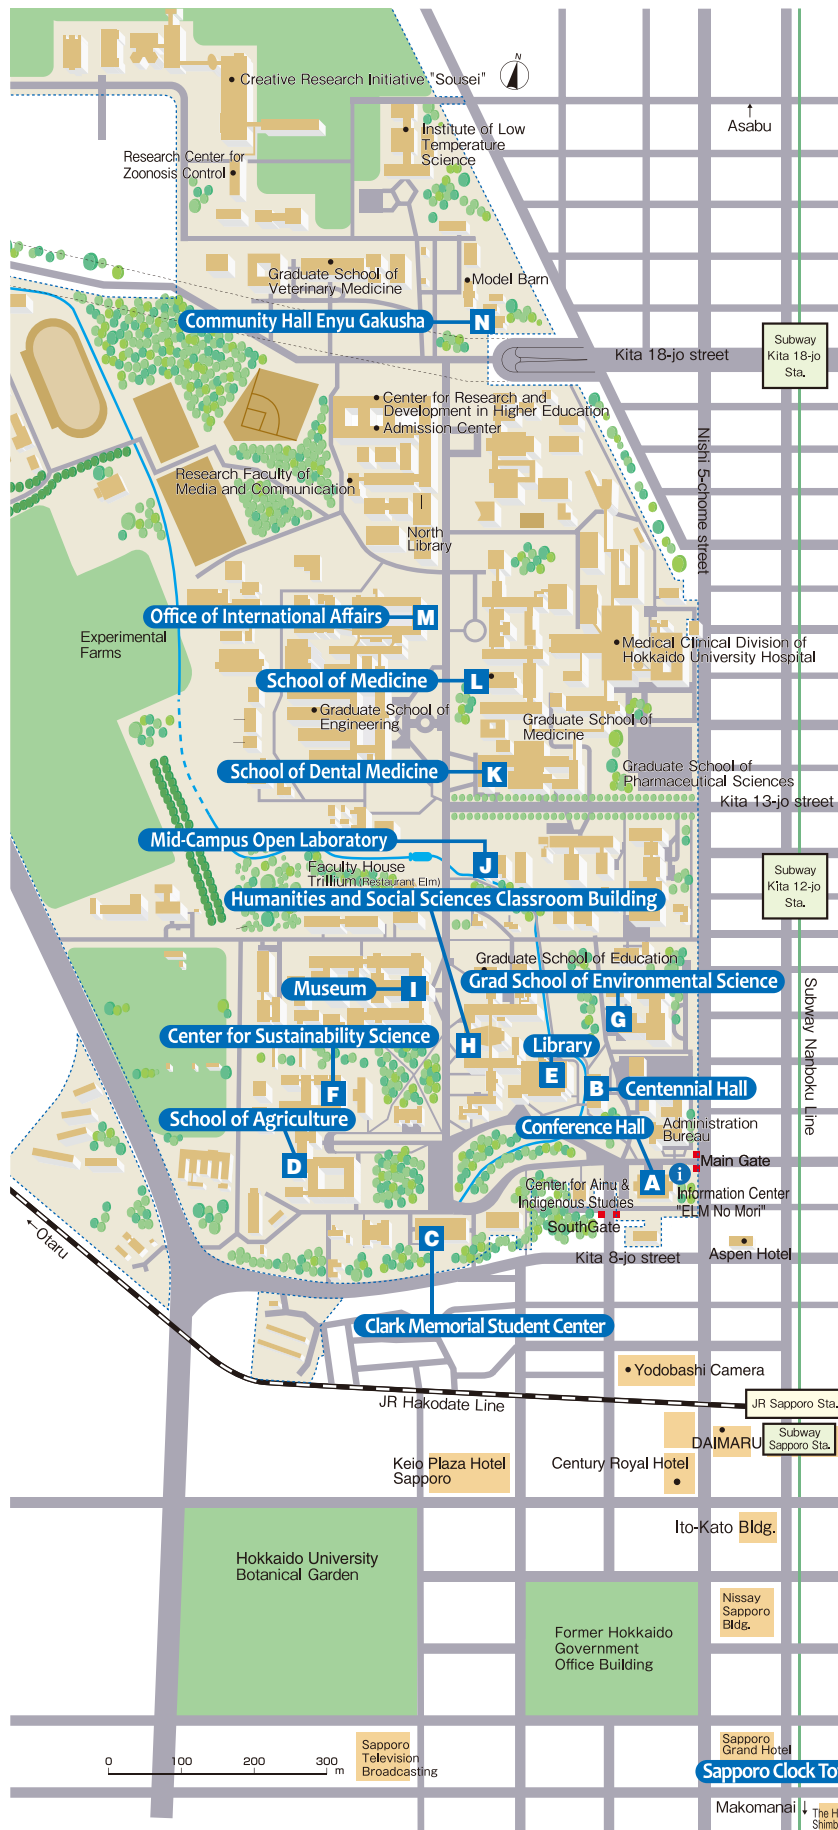 N
Creative Research Initiative "Sousei"
Asabu
Institute of Low
Temperature
Science
Research Center for
Zoonosis Control
Graduate School of
Veterinary Medicine
Model Barn
Community Hall Enyu Gakusha
N
Kita 18-jo street
Subway
Kita 18-jo
Sta.
Center for Research and
Development in Higher Education
Admission Center
Nishi 5-chome street
Research Faculty of
Media and Communication
North
Library
Office of International Affairs
M
Experimental
Farms
Medical Clinical Division of
Hokkaido University Hospital
School of Medicine
L
Graduate School of
Engineering
Graduate School of
Medicine
School of Dental Medicine
K
Graduate School of
Pharmaceutical Sciences
Kita 13-jo street
Mid-Campus Open Laboratory
J
Faculty House
Trillium (Restaurant Elm)
Subway
Kita 12-jo
Sta.
Humanities and Social Sciences Classroom Building
Graduate School of Education
Museum
I
Grad School of Environmental Science
G
Subway Nanboku Line
Center for Sustainability Science
H
Library
E
F
B
Centennial Hall
School of Agriculture
D
Conference Hall
Administration
Bureau
A
i
Main Gate
Center for Ainu &
Indigenous Studies
Information Center
"ELM No Mori"
SouthGate
C
Otaru
Kita 8-jo street
Aspen Hotel
Clark Memorial Student Center
Yodobashi Camera
JR Hakodate Line
JR Sapporo Sta.
DAIMARU
Subway
Sapporo Sta.
Keio Plaza Hotel
Sapporo
Century Royal Hotel
Ito-Kato Bldg.
Hokkaido University
Botanical Garden
Nissay
Sapporo
Bldg.
Former Hokkaido
Government
Office Building
Sapporo
Television
Broadcasting
Sapporo
Grand Hotel
0 100 200 300
m
Sapporo Clock To
Makomanai
The H
Shimb